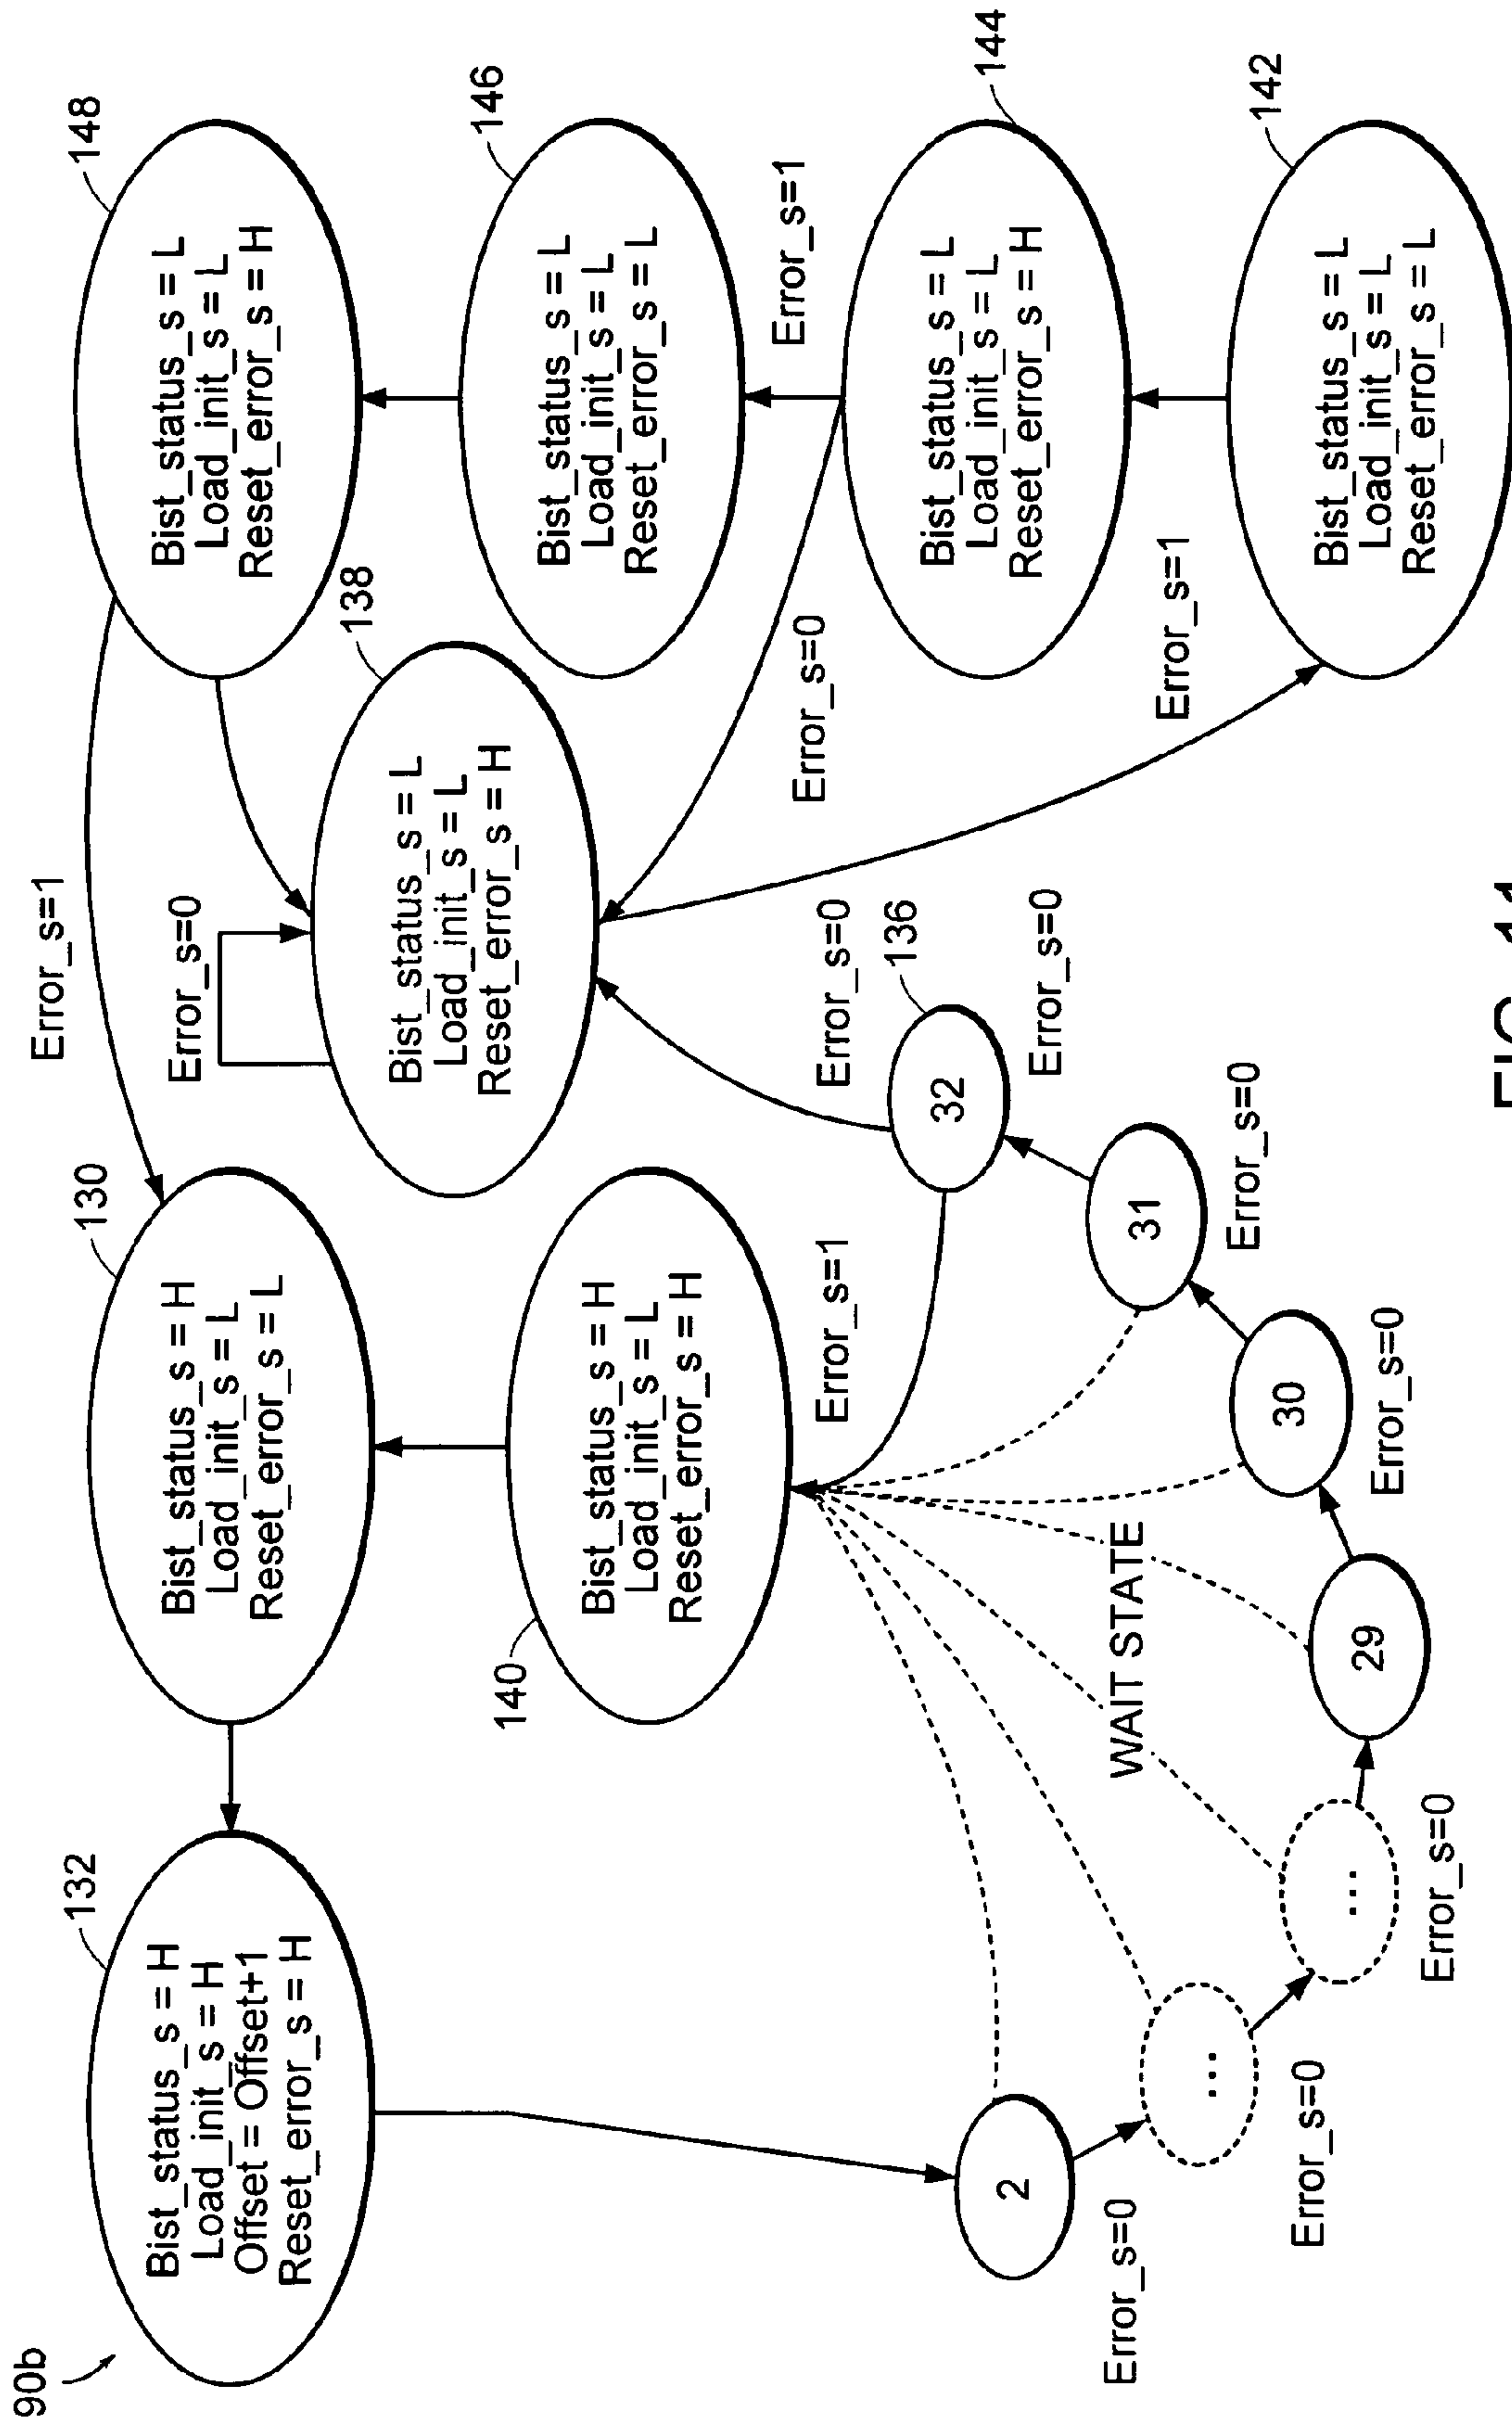 90b
132
Bist_status_s = H
Load_init_s = H
Offset = Offset+1
Reset_error_s = H
130
Bist_status_s = H
Load_init_s = L
Reset_error_s = L
Error_s=1
148
Bist_status_s = L
Load_init_s = L
Reset_error_s = H
Error_s=0
138
Bist_status_s = L
Load_init_s = L
Reset_error_s = H
146
Bist_status_s = L
Load_init_s = L
Reset_error_s = L
140
Bist_status_s = H
Load_init_s = L
Reset_error_s = H
Error_s=1
Error_s=0
144
Bist_status_s = L
Load_init_s = L
Reset_error_s = H
Error_s=1
Error_s=0
136
32
Error_s=0
Error_s=1
142
Bist_status_s = L
Load_init_s = L
Reset_error_s = L
2
Error_s=0
...
Error_s=0
...
Error_s=0
WAIT STATE
29
Error_s=0
30
Error_s=0
31
FIG. 11